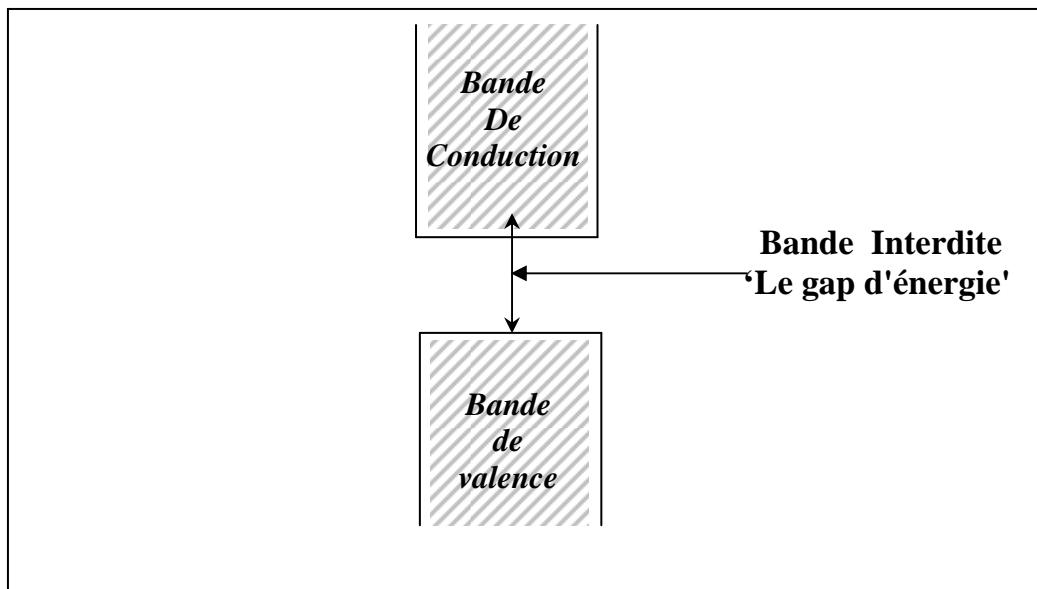 Bande
De
Conduction
Bande Interdite
‘Le gap d'énergie'
Bande
de
valence